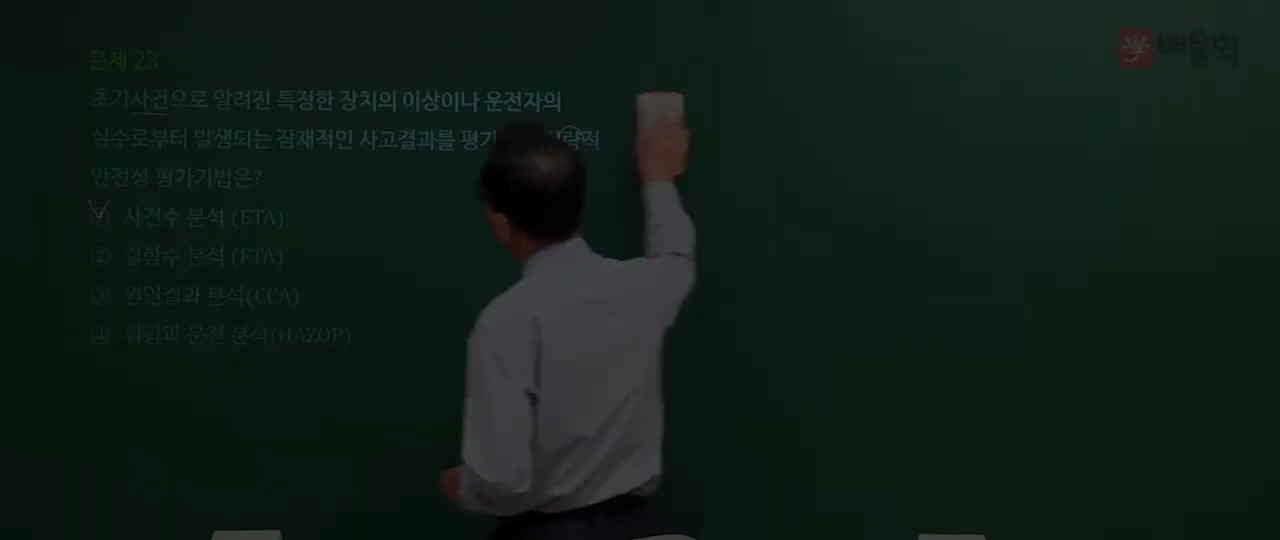 배울학
문제 23
초기사건으로 알려진 특정한 장치의 이상이나 운전자의
실수로부터 발생되는 잠재적인 사고결과를 평가
안전성 평가기법은?
① 사건수 분석 (ETA)
② 결함수 분석 (FTA)
③ 원인결과 분석(CCA)
④ 위험과 운전 분석(HAZOP)